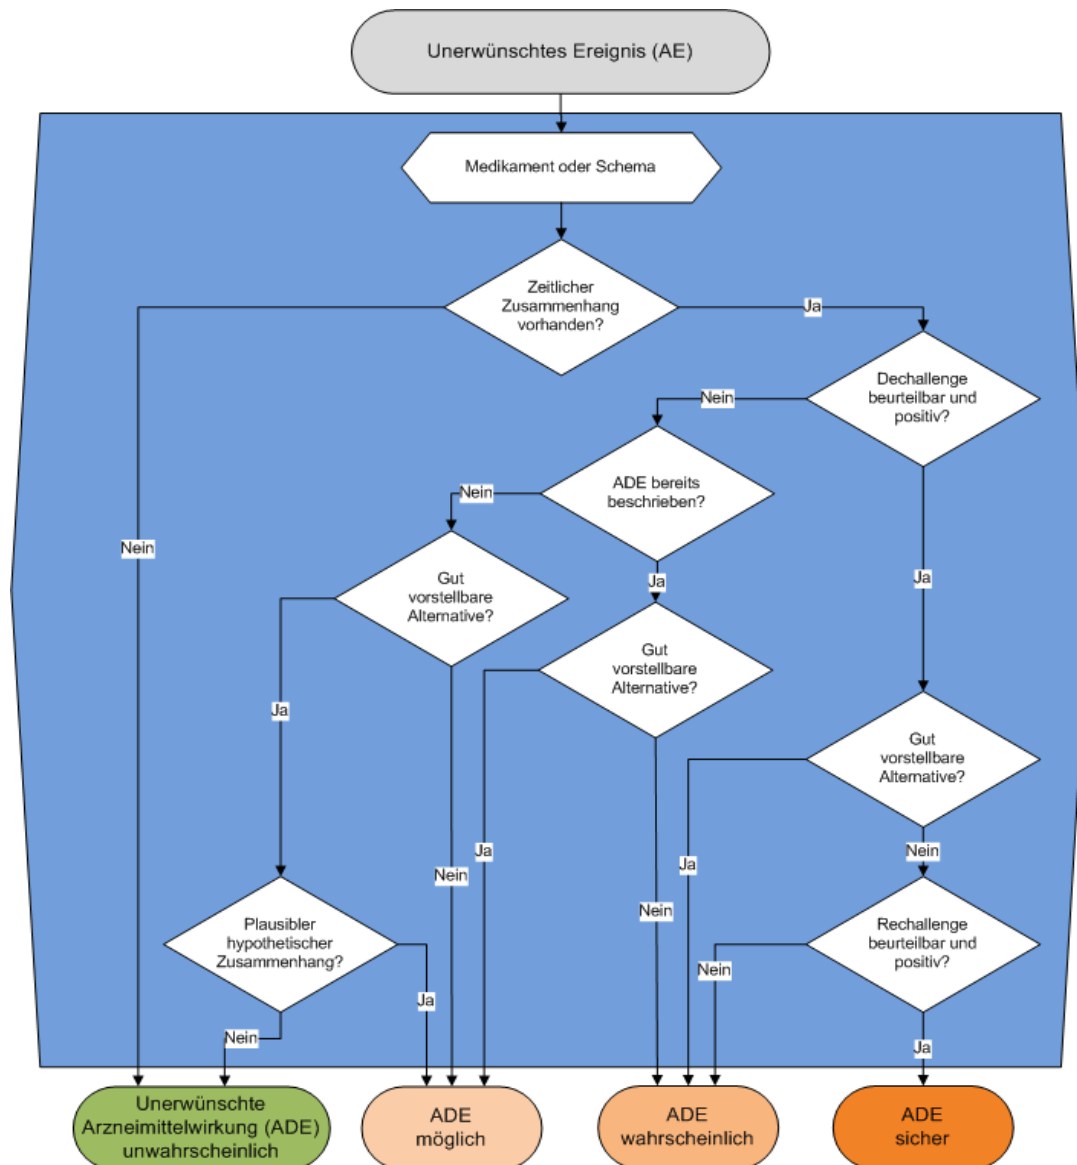 Unerwünschtes Ereignis (AE)
Medikament oder Schema
Zeitlicher
Zusammenhang
vorhanden?
Ja
Dechallenge
beurteilbar und
positiv?
Nein
ADE bereits
beschrieben?
Nein
Nein
Gut
vorstellbare
Alternative?
Ja
Ja
Gut
vorstellbare
Alternative?
Ja
Gut
vorstellbare
Alternative?
Ja
Ja
Nein
Nein
Nein
Plausibler
hypothetischer
Zusammenhang?
Rechallenge
beurteilbar und
positiv?
Nein
Ja
Nein
Ja
Ja
Unerwünschte
Arzneimittelwirkung (ADE)
unwahrscheinlich
ADE
möglich
ADE
wahrscheinlich
ADE
sicher